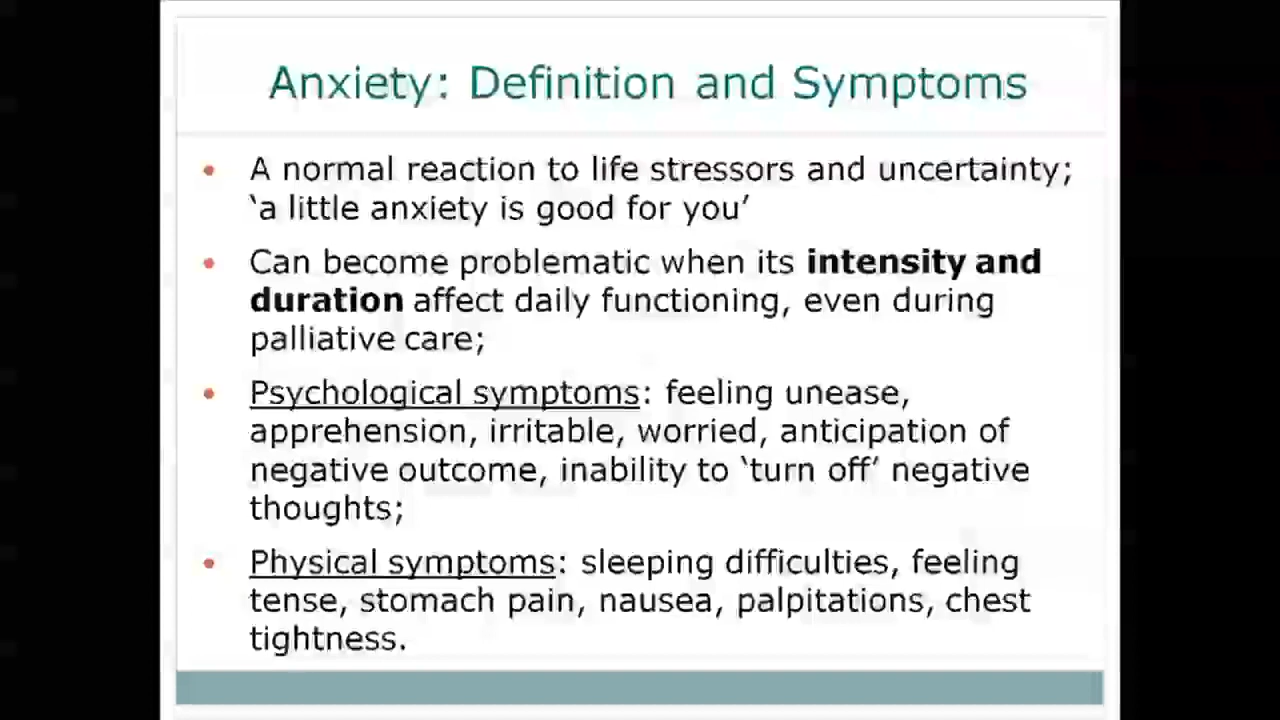 Anxiety: Definition and Symptoms
• A normal reaction to life stressors and uncertainty;
‘a little anxiety is good for you’
• Can become problematic when its intensity and
duration affect daily functioning, even during
palliative care;
• Psychological symptoms: feeling unease,
apprehension, irritable, worried, anticipation of
negative outcome, inability to ‘turn off’ negative
thoughts;
• Physical symptoms: sleeping difficulties, feeling
tense, stomach pain, nausea, palpitations, chest
tightness.